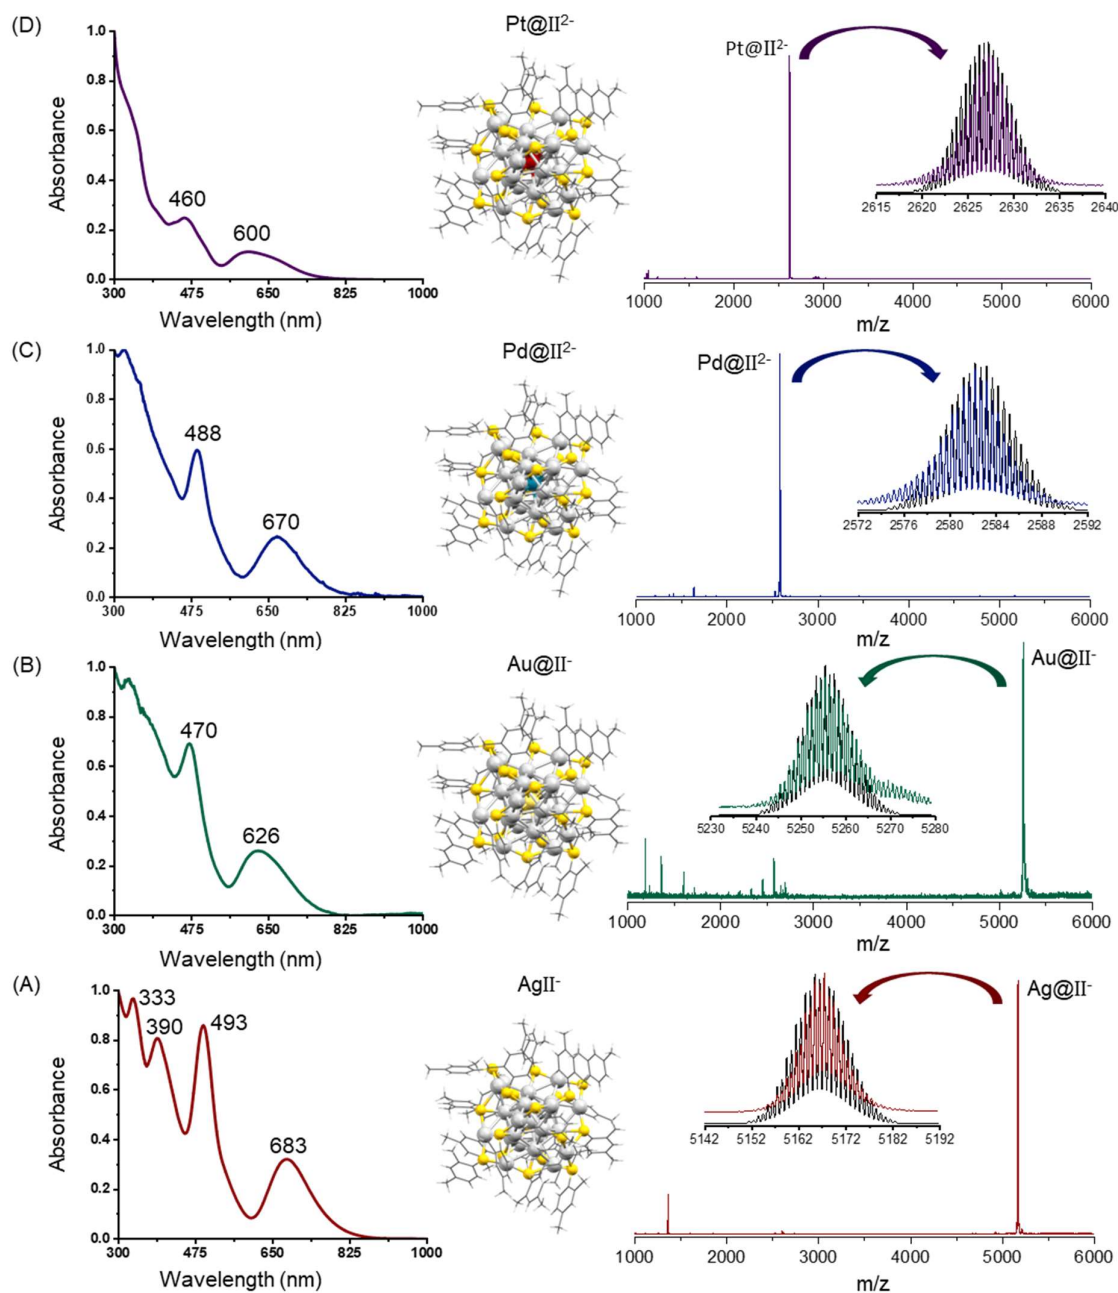 (D)
Pt@II2-
1.0
0.8
0.6
0.4
0.2
0.0
Absorbance
460
600
300 475 650 825 1000
Wavelength (nm)
Pt@II2-
2615 2620 2625 2630 2635 2640
1000 2000 3000 4000 5000 6000
m/z
(C)
Pd@II2-
1.0
0.8
0.6
0.4
0.2
0.0
Absorbance
488
670
300 475 650 825 1000
Wavelength (nm)
Pd@II2-
2572 2576 2580 2584 2588 2592
1000 2000 3000 4000 5000 6000
m/z
(B)
Au@II-
1.0
0.8
0.6
0.4
0.2
0.0
Absorbance
470
626
300 475 650 825 1000
Wavelength (nm)
Au@II-
5230 5240 5250 5260 5270 5280
1000 2000 3000 4000 5000 6000
m/z
(A)
AgII-
1.0
0.8
0.6
0.4
0.2
0.0
Absorbance
333
390
493
683
300 475 650 825 1000
Wavelength (nm)
Ag@II-
5142 5152 5162 5172 5182 5192
1000 2000 3000 4000 5000 6000
m/z